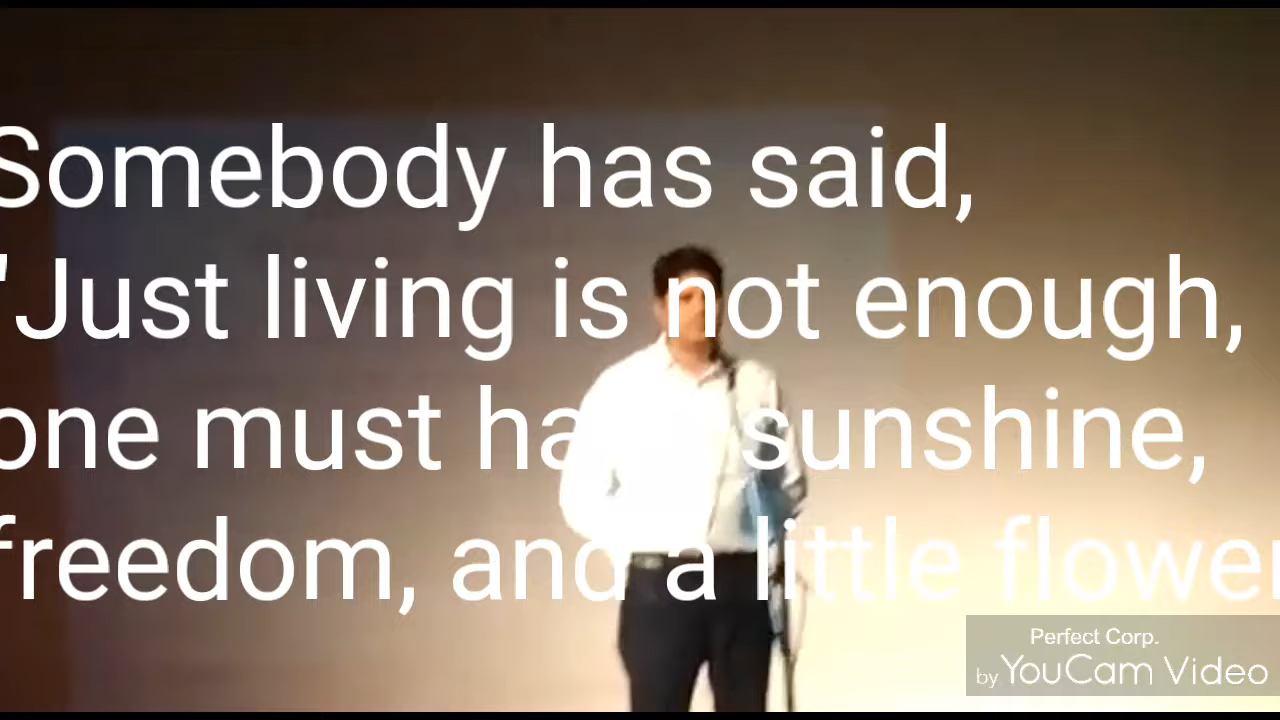 Somebody has said,
"Just living is not enough,
one must have sunshine,
freedom, and a little flower
Perfect Corp.
by YouCam Video